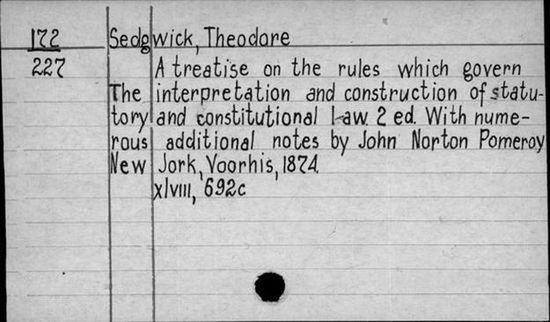 172 Sedgwick, Theodore
227 A treatise on the rules which govern
The interpretation and construction of statu-
tory and constitutional law. 2 ed. With nume-
rous additional notes by John Norton Pomeroy
New Jork, Voorhis, 1874.
xlviii, 692c